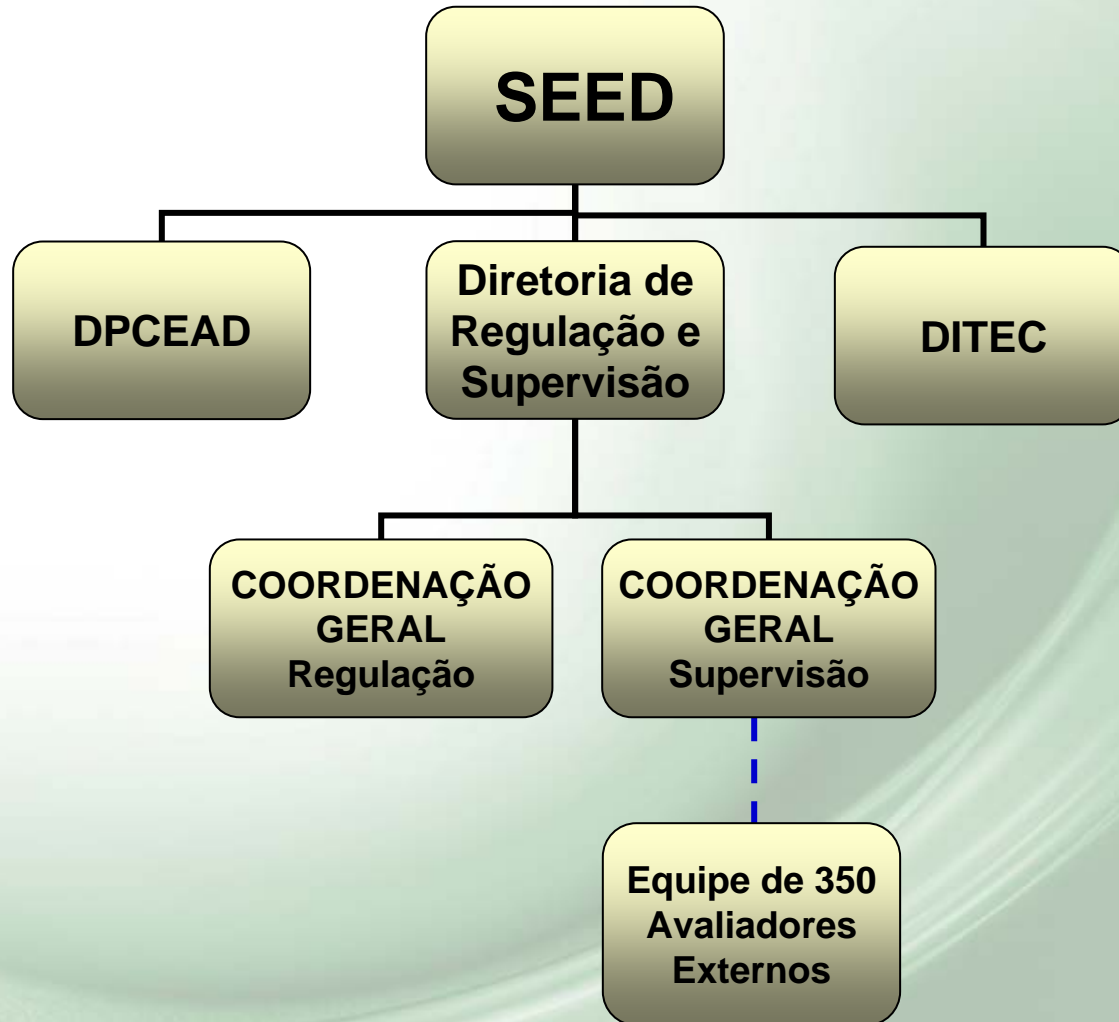 SEED
DPCEAD
Diretoria de
Regulação e
Supervisão
DITEC
COORDENAÇÃO
GERAL
Regulação
COORDENAÇÃO
GERAL
Supervisão
Equipe de 350
Avaliadores
Externos